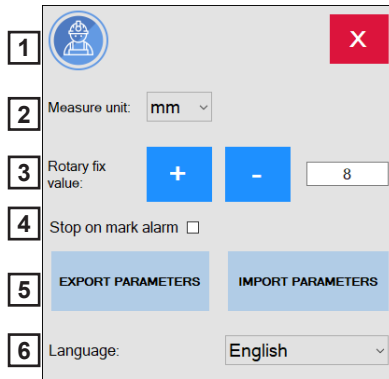 1
X
2
Measure unit: mm
3
Rotary fix
value:
+ - 8
4
Stop on mark alarm
5
EXPORT PARAMETERS IMPORT PARAMETERS
6
Language: English